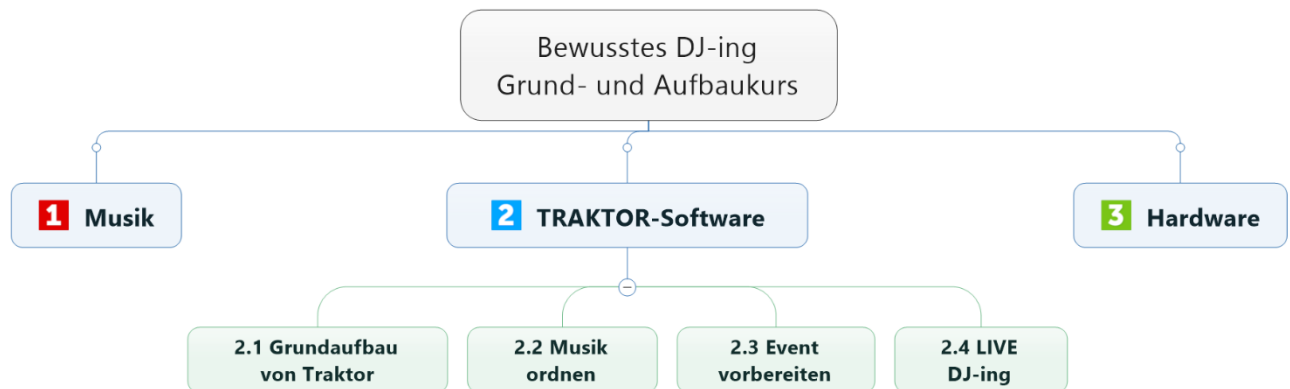 Bewusstes DJ-ing
Grund- und Aufbaukurs
1 Musik
2 TRAKTOR-Software
3 Hardware
2.1 Grundaufbau
von Traktor
2.2 Musik
ordnen
2.3 Event
vorbereiten
2.4 LIVE
DJ-ing